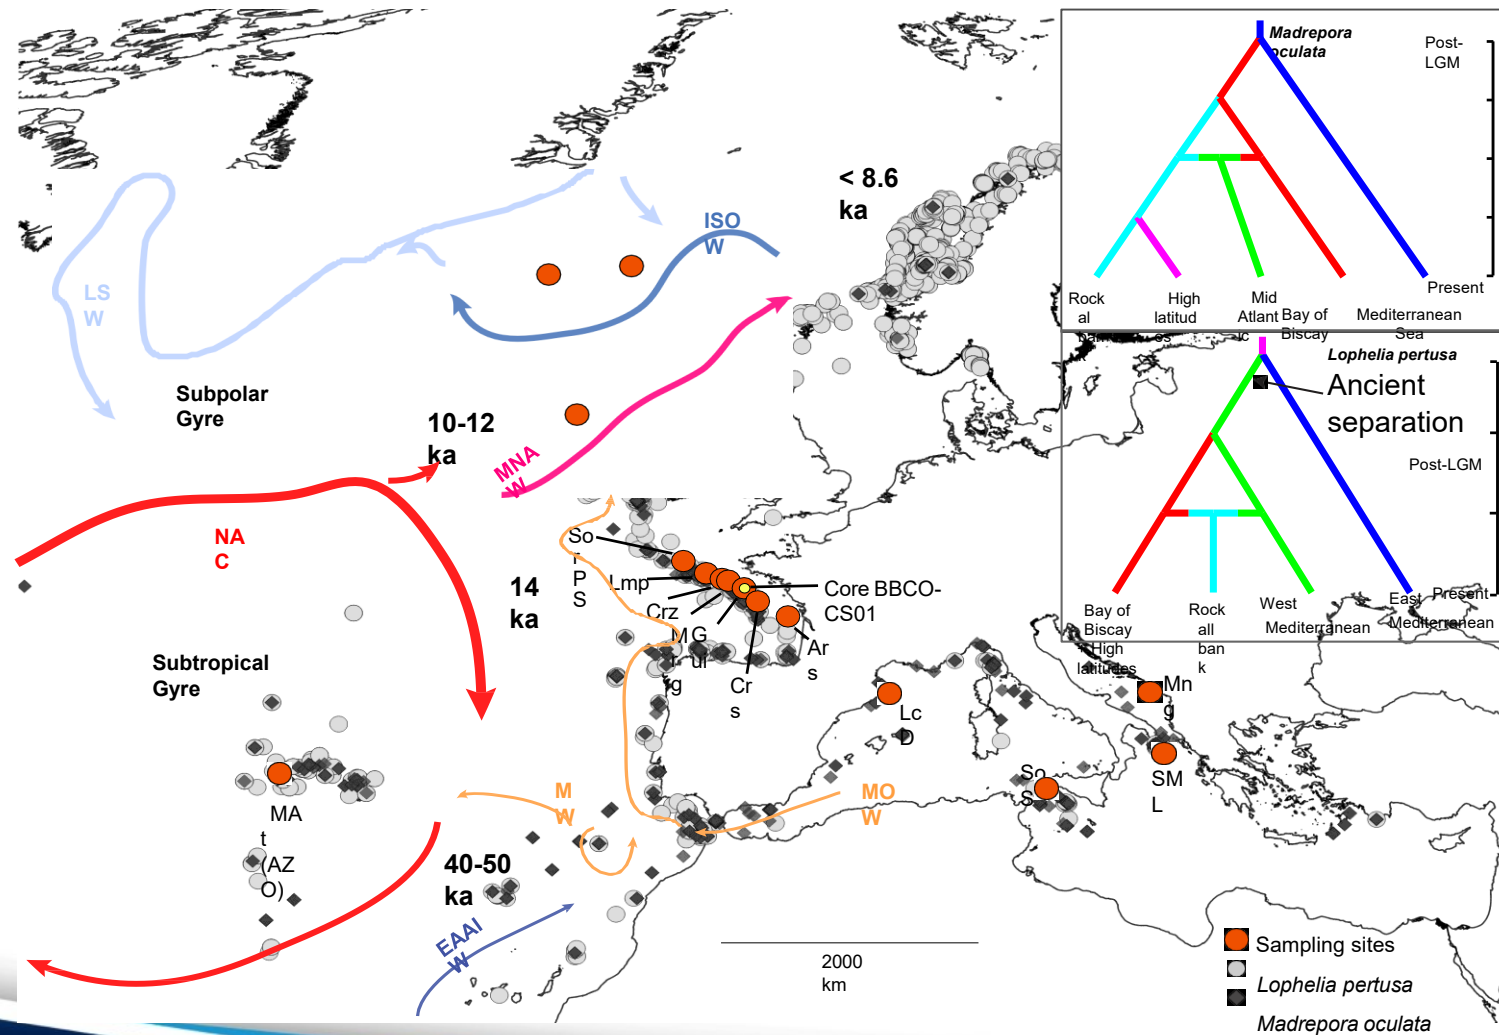 Madrepora
oculata
Post-
LGM
Present
Rock
al
High
latitud
es
Mid
Atlant
ic
Bay of
Biscay
Mediterranean
Sea
Lophelia pertusa
Ancient
separation
Post-LGM
Present
Bay of
Biscay
High
latitudes
Rock
all
ban
k
West
Mediterranean
East
Mediterranean
< 8.6
ka
ISO
W
LS
W
Subpolar
Gyre
10-12
ka
MNA
W
NA
C
14
ka
So
r
P
S
Lmp
Crz
M
r
g
G
ui
Cr
s
Core BBCO-
CS01
Ar
s
Subtropical
Gyre
MA
t
(AZ
O)
M
W
MO
W
40-50
ka
EAAI
W
Lc
D
So
S
Mn
g
SM
L
2000
km
Sampling sites
Lophelia pertusa
Madrepora oculata